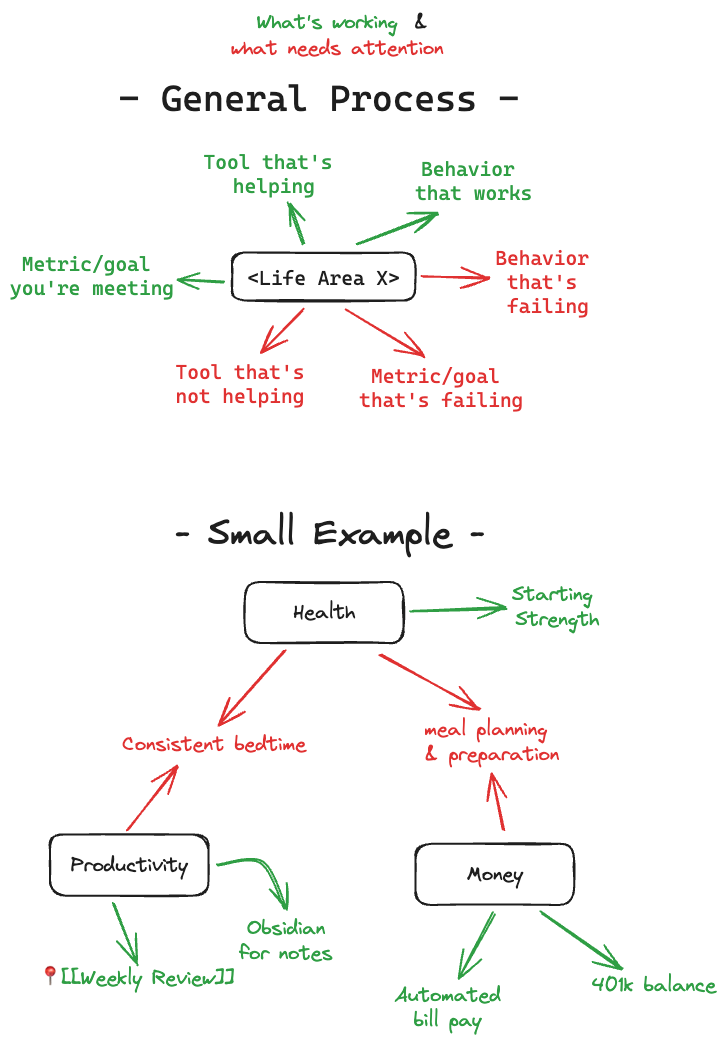 What's working &
what needs attention
- General Process -
Tool that's
helping
Behavior
that works
Metric/goal
you're meeting
<Life Area X>
Behavior
that's
failing
Tool that's
not helping
Metric/goal
that's failing
- Small Example -
Health
Starting
Strength
Consistent bedtime
meal planning
& preparation
Productivity
Money
Obsidian
for notes
[[Weekly Review]]
Automated
bill pay
401k balance